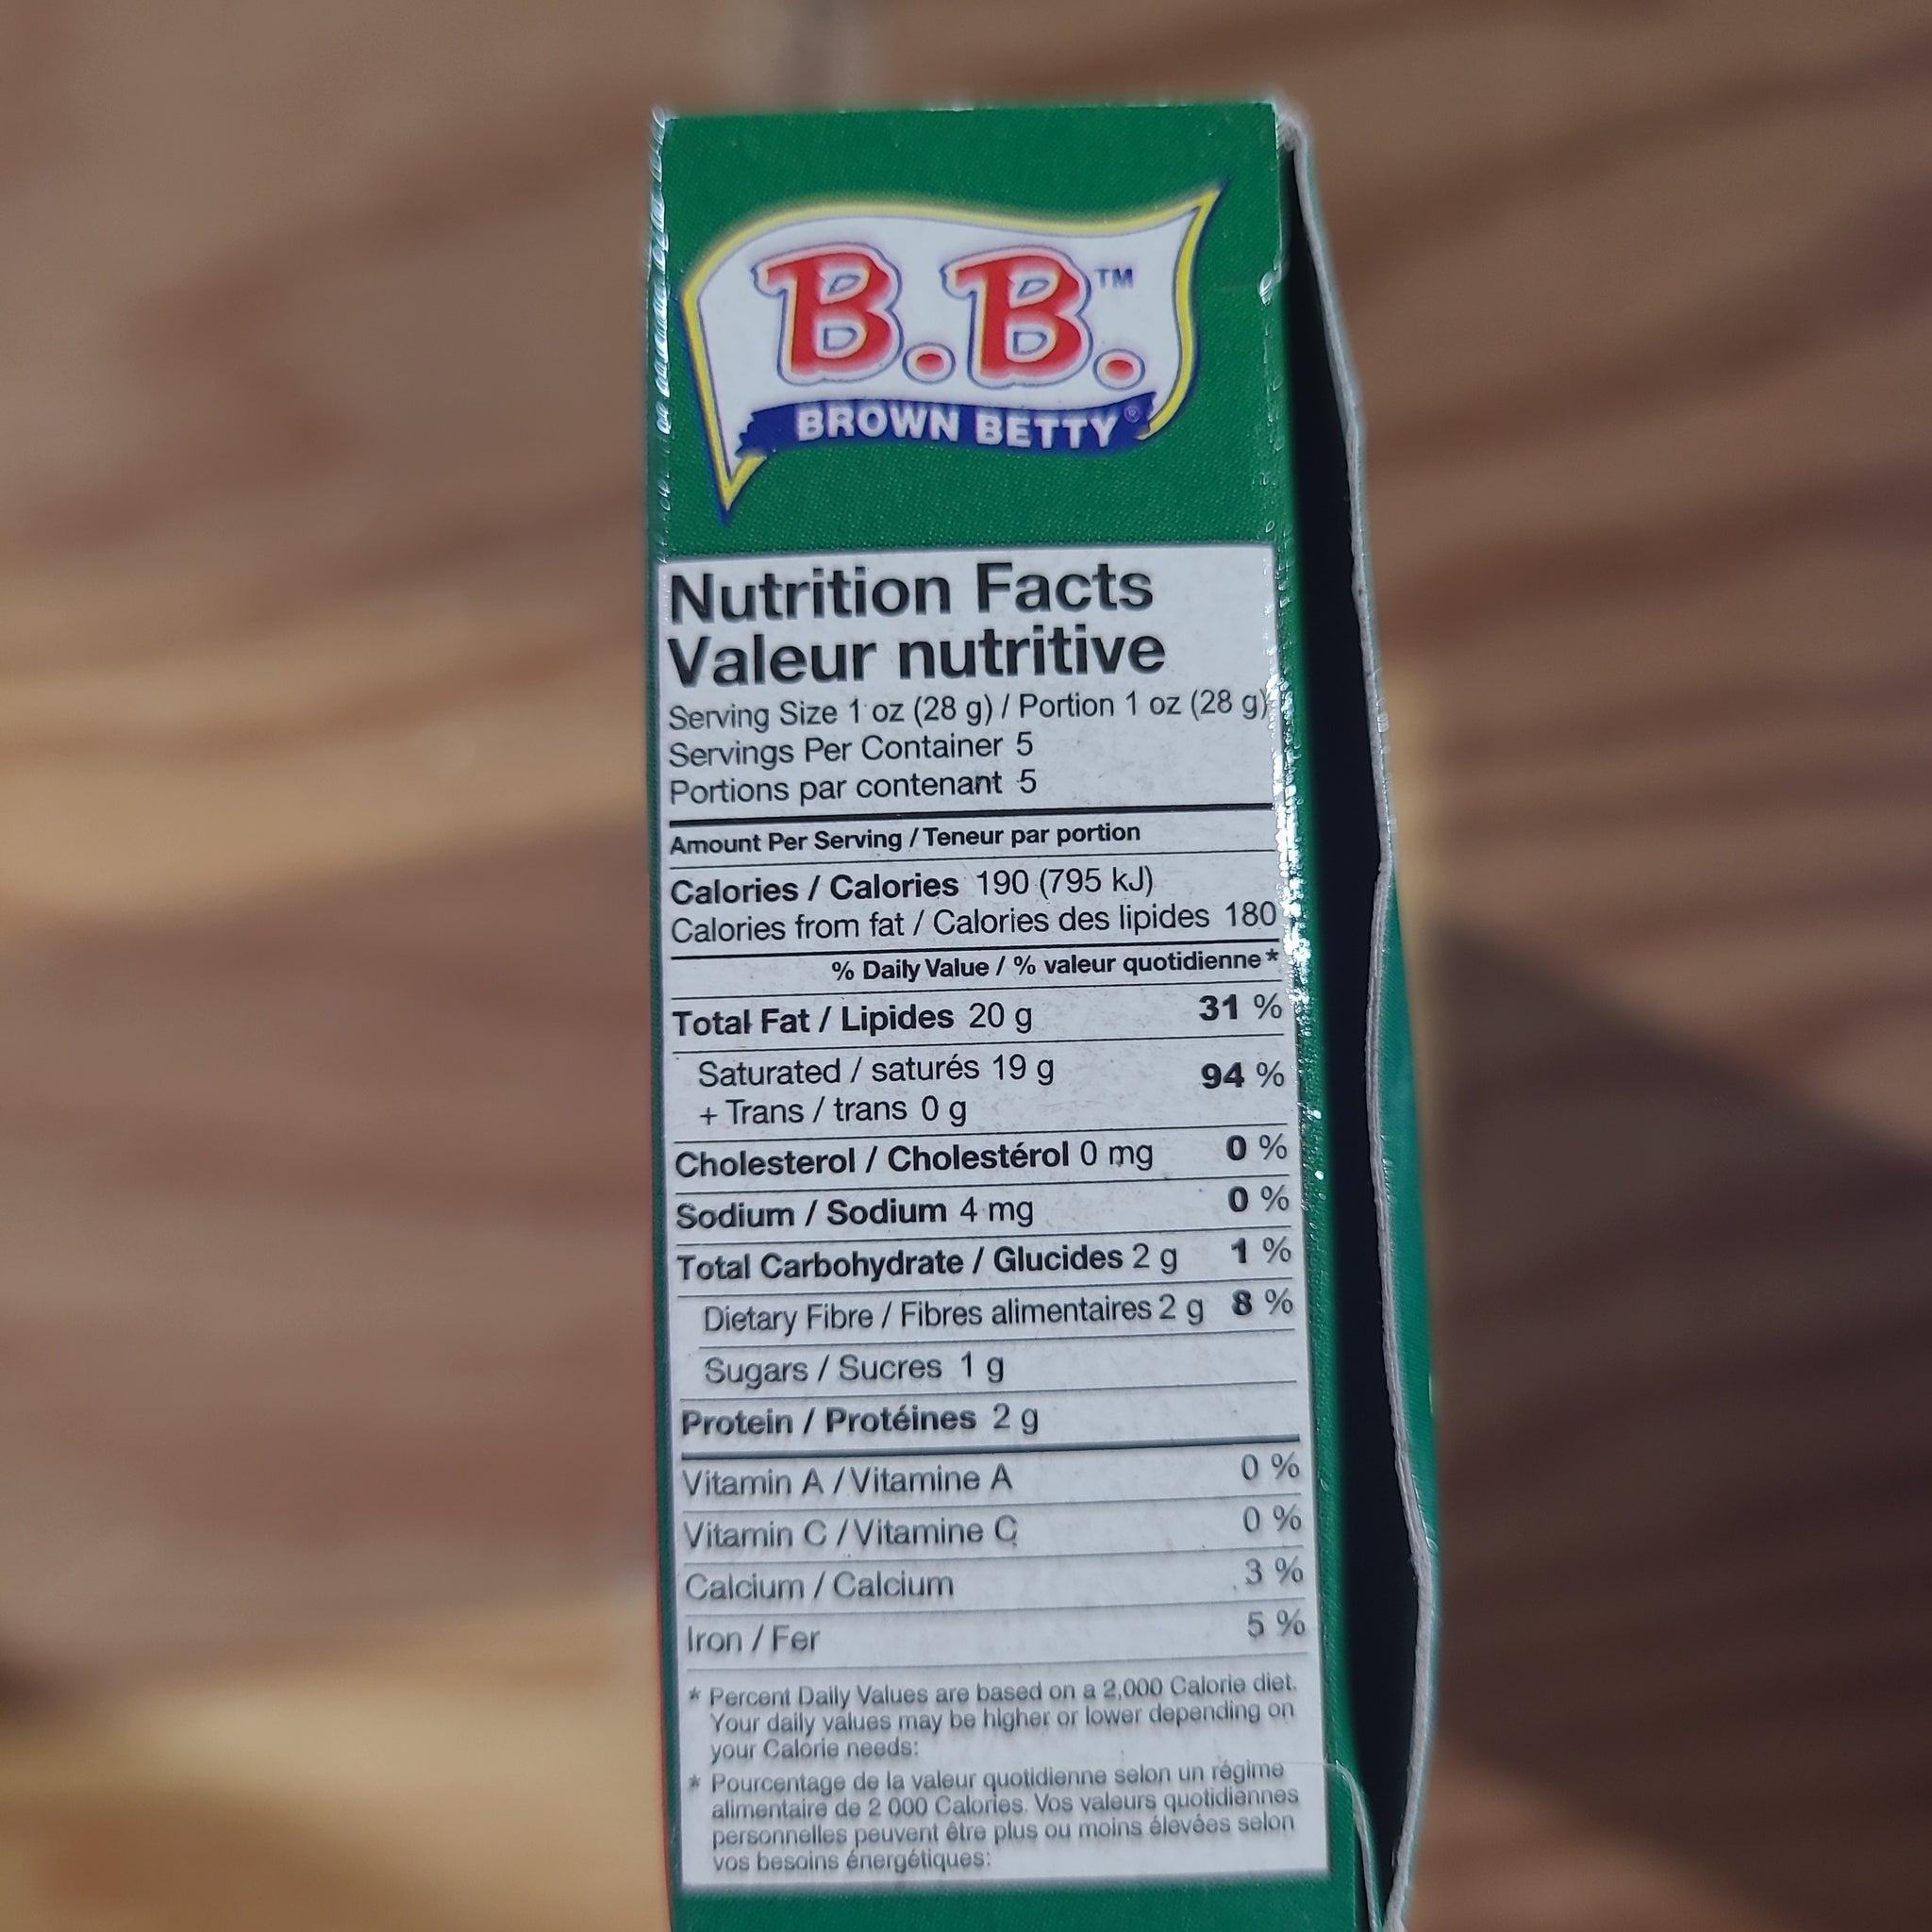 B.B.™
BROWN BETTY®
Nutrition Facts
Valeur nutritive
Serving Size 1 oz (28 g) / Portion 1 oz (28 g)
Servings Per Container 5
Portions par contenant 5
Amount Per Serving / Teneur par portion
Calories / Calories 190 (795 kJ)
Calories from fat / Calories des lipides 180
% Daily Value / % valeur quotidienne *
Total Fat / Lipides 20 g 31 %
Saturated / saturés 19 g 94 %
+ Trans / trans 0 g
Cholesterol / Cholestérol 0 mg 0 %
Sodium / Sodium 4 mg 0 %
Total Carbohydrate / Glucides 2 g 1 %
Dietary Fibre / Fibres alimentaires 2 g 8 %
Sugars / Sucres 1 g
Protein / Protéines 2 g
Vitamin A / Vitamine A 0 %
Vitamin C / Vitamine C 0 %
Calcium / Calcium 3 %
Iron / Fer 5 %
* Percent Daily Values are based on a 2,000 Calorie diet.
Your daily values may be higher or lower depending on
your Calorie needs:
* Pourcentage de la valeur quotidienne selon un régime
alimentaire de 2 000 Calories. Vos valeurs quotidiennes
personnelles peuvent être plus ou moins élevées selon
vos besoins énergétiques: